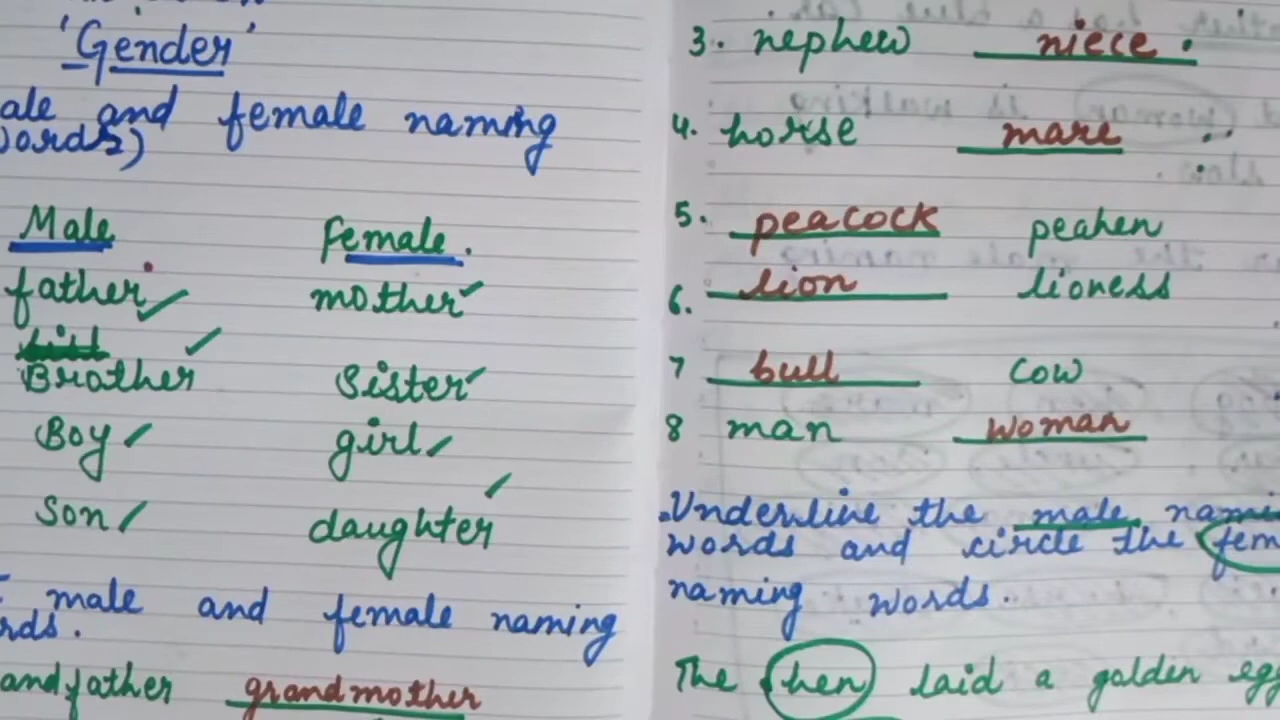 'Gender'
ale and female naming
words)
Male Female.
father mother
Brother Sister
Boy girl
Son daughter
male and female naming
rds.
andfather grandmother
3. nephew niece.
4. horse mare
5. peacock peahen
6. lion lioness
7 bull cow
8 man woman
Underline the male nami
words and circle the fem
naming words.
The hen laid a golden egg